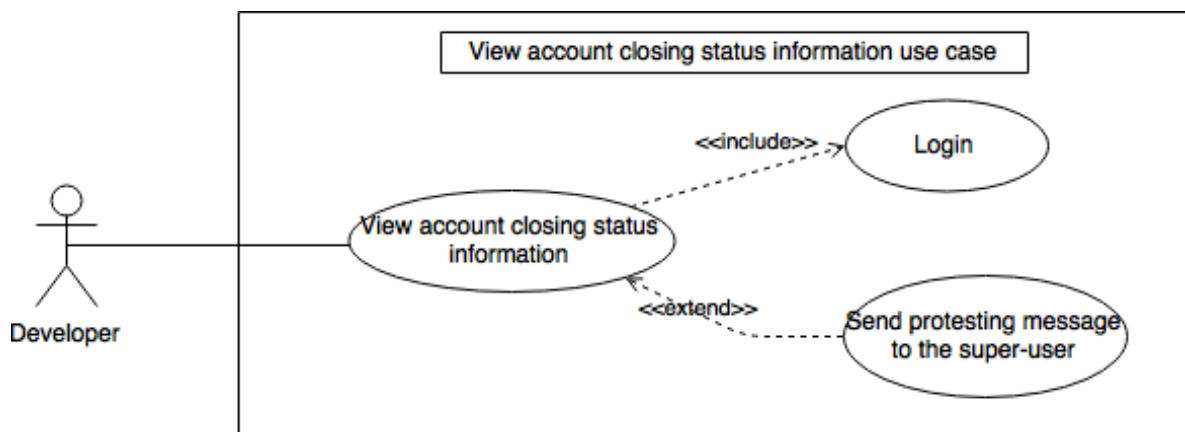 View account closing status information use case
<<include>>
Login
View account closing status
information
<<extend>>
Send protesting message
to the super-user
Developer